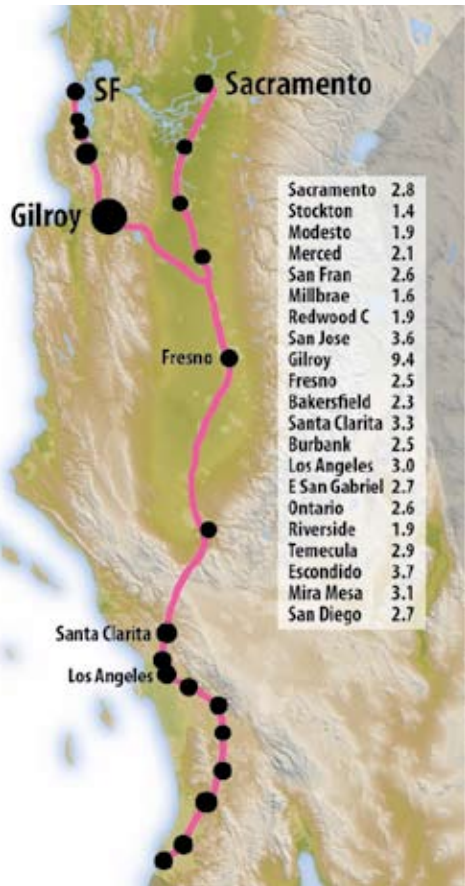 SF
Sacramento
Gilroy
Sacramento 2.8
Stockton 1.4
Modesto 1.9
Merced 2.1
San Fran 2.6
Millbrae 1.6
Redwood C 1.9
San Jose 3.6
Gilroy 9.4
Fresno 2.5
Bakersfield 2.3
Santa Clarita 3.3
Burbank 2.5
Los Angeles 3.0
E San Gabriel 2.7
Ontario 2.6
Riverside 1.9
Temecula 2.9
Escondido 3.7
Mira Mesa 3.1
San Diego 2.7
Fresno
Santa Clarita
Los Angeles